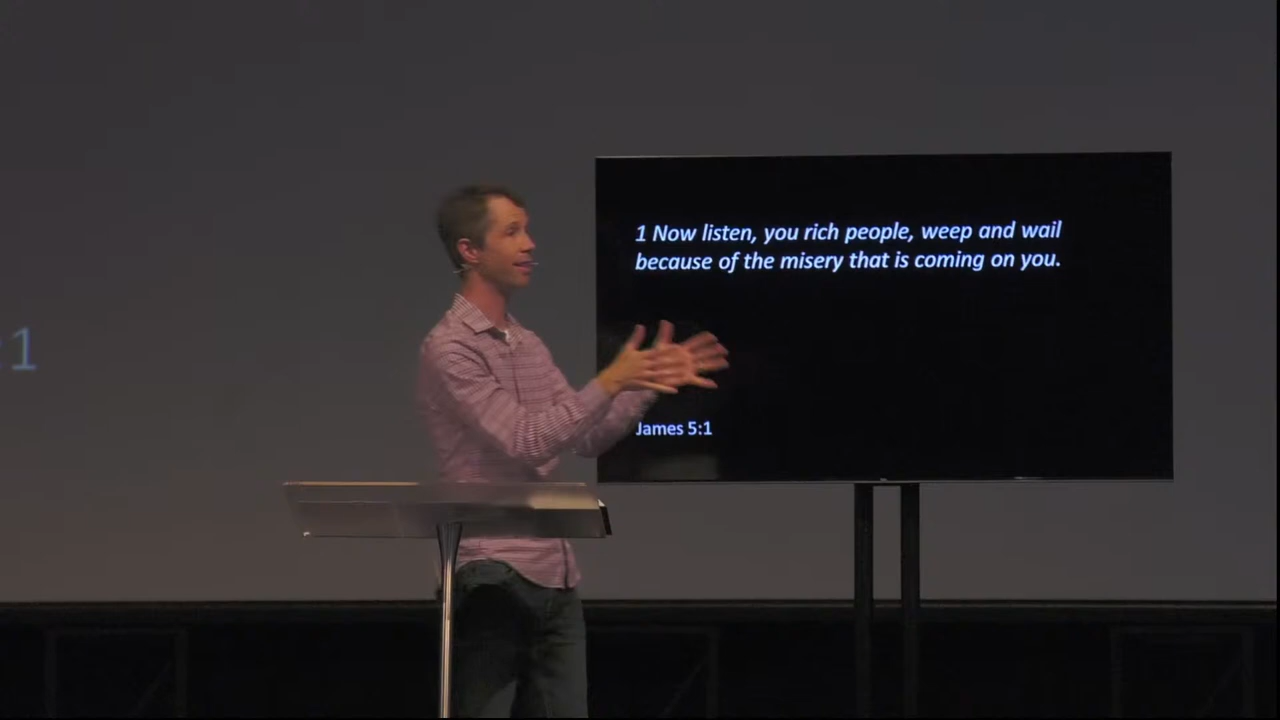 :1
1 Now listen, you rich people, weep and wail
because of the misery that is coming on you.
James 5:1